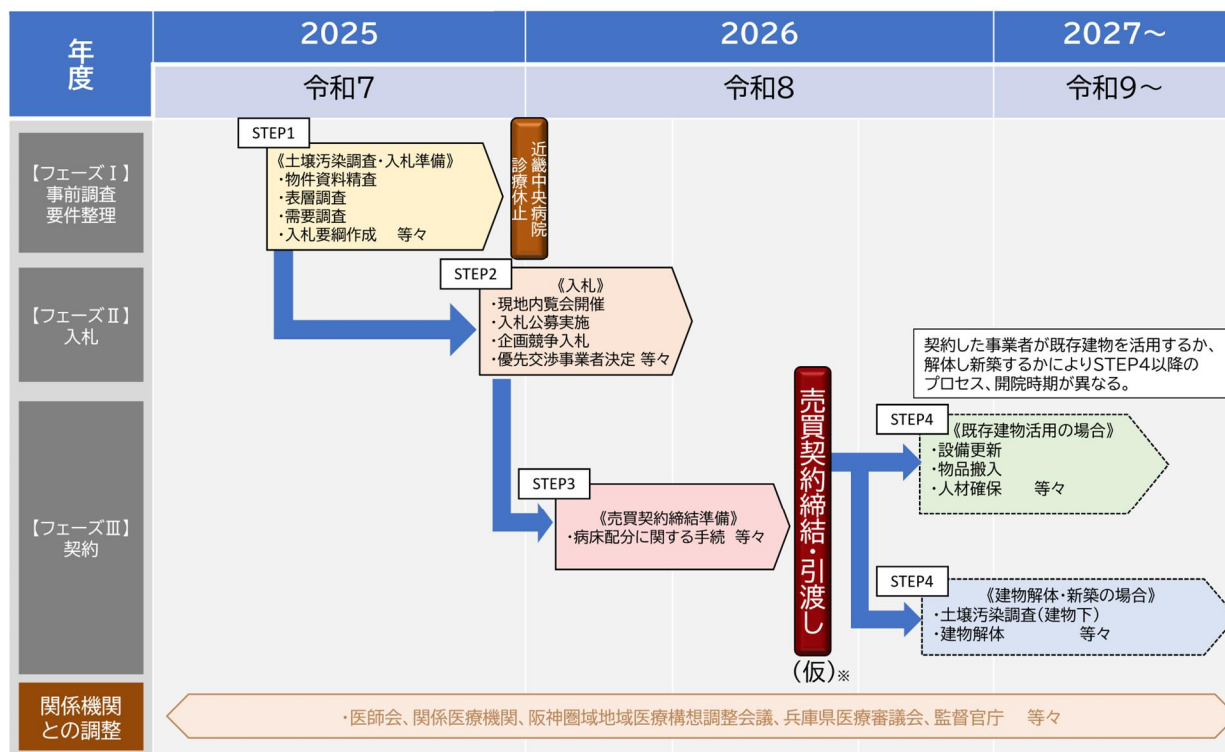 年度
2025
2026
2027～
令和7
令和8
令和9～
【フェーズⅠ】
事前調査
要件整理
STEP1
《土壌汚染調査・入札準備》
・物件資料精査
・表層調査
・需要調査
・入札要綱作成　等々
近畿中央病院
診療休止
【フェーズⅡ】
入札
STEP2
《入札》
・現地内覧会開催
・入札公募実施
・企画競争入札
・優先交渉事業者決定 等々
契約した事業者が既存建物を活用するか、
解体し新築するかによりSTEP4以降の
プロセス、開院時期が異なる。
【フェーズⅢ】
契約
STEP3
《売買契約締結準備》
・病床配分に関する手続 等々
売買契約締結・引渡し
(仮)※
STEP4
《既存建物活用の場合》
・設備更新
・物品搬入
・人材確保　　等々
STEP4
《建物解体・新築の場合》
・土壌汚染調査(建物下)
・建物解体　　　　　等々
関係機関
との調整
・医師会、関係医療機関、阪神圏域地域医療構想調整会議、兵庫県医療審議会、監督官庁　等々